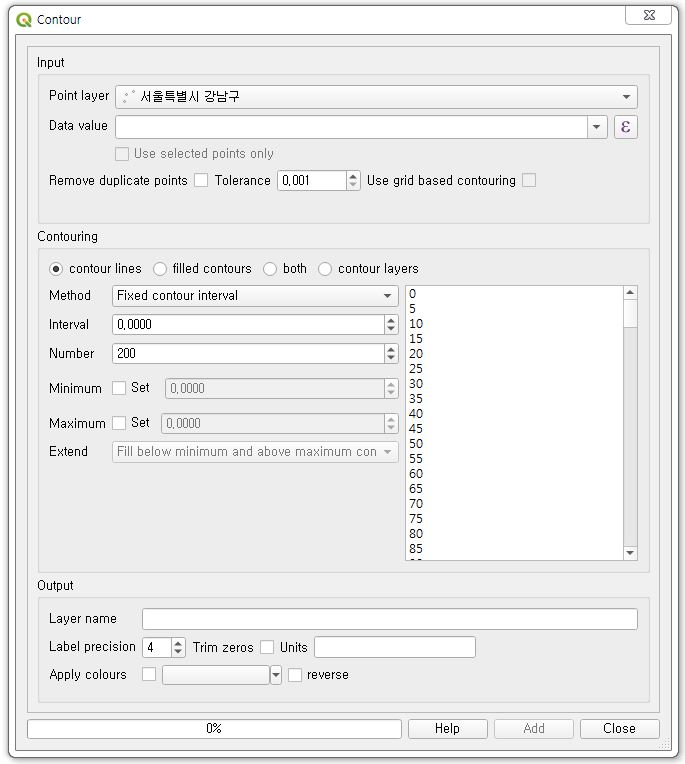 Contour
Input
Point layer 서울특별시 강남구
Data value ε
Use selected points only
Remove duplicate points Tolerance 0,001 Use grid based contouring
Contouring
contour lines filled contours both contour layers
Method Fixed contour interval
Interval 0,0000
Number 200
Minimum Set 0,0000
Maximum Set 0,0000
Extend Fill below minimum and above maximum con
0
5
10
15
20
25
30
35
40
45
50
55
60
65
70
75
80
85
Output
Layer name
Label precision 4 Trim zeros Units
Apply colours reverse
0% Help Add Close